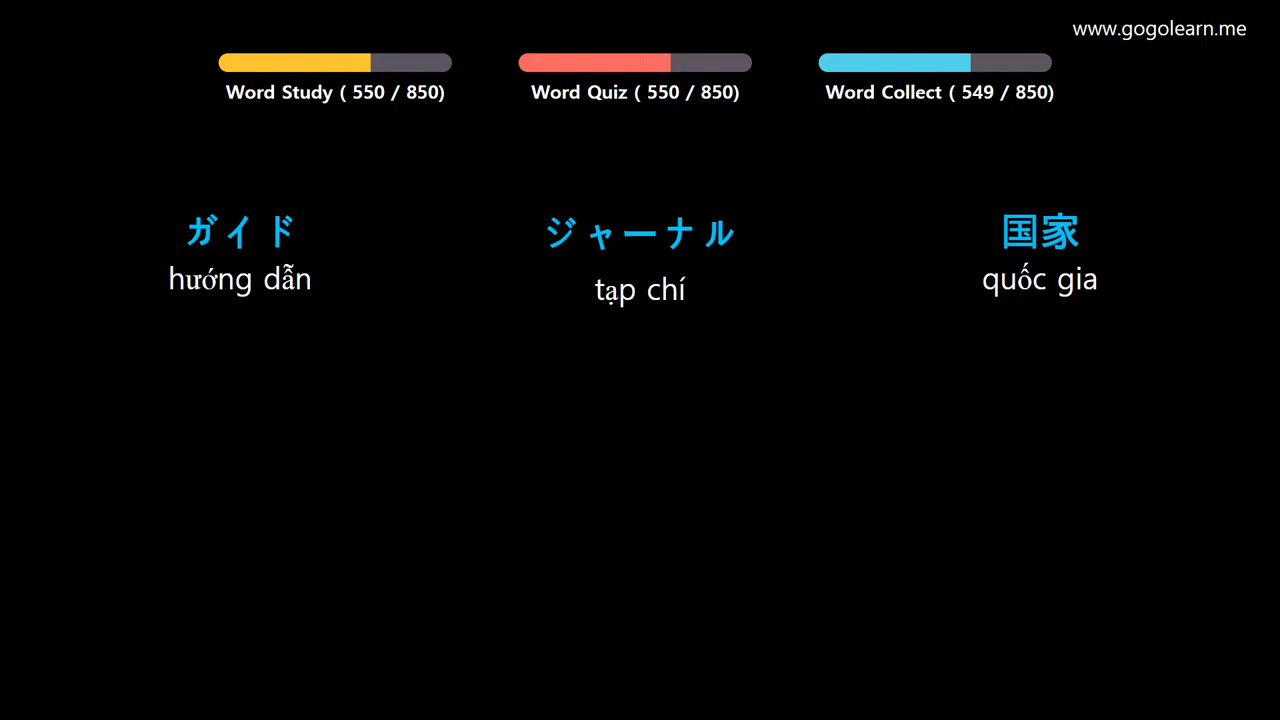 www.gogolearn.me
Word Study ( 550 / 850)
Word Quiz ( 550 / 850)
Word Collect ( 549 / 850)
ガイド
hướng dẫn
ジャーナル
tạp chí
国家
quốc gia